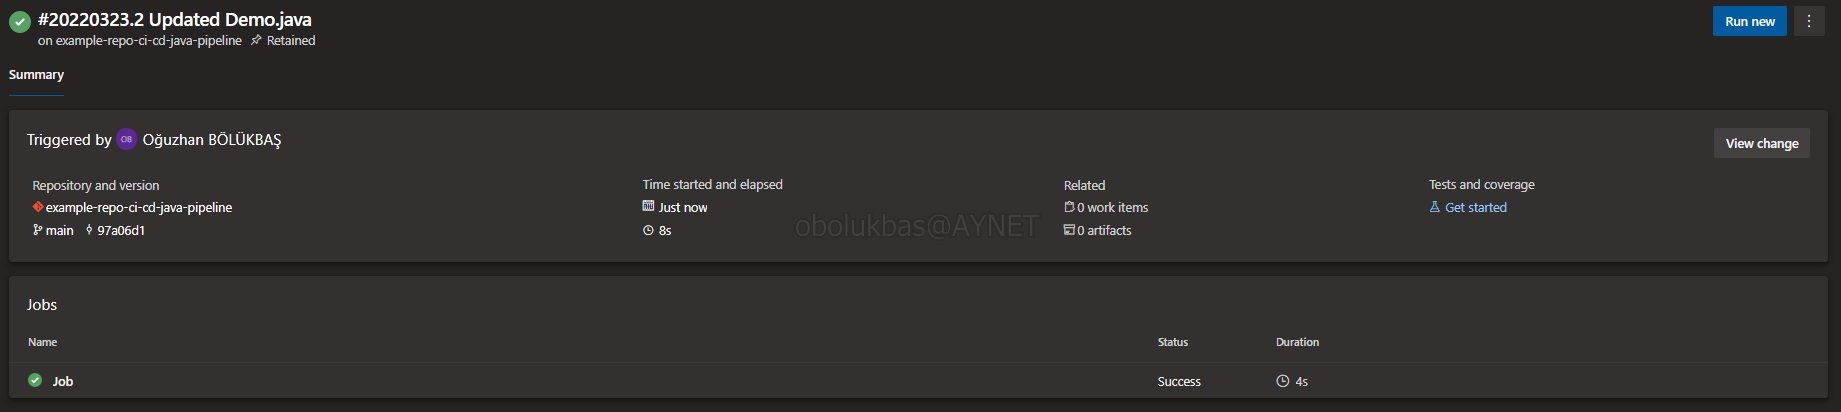 #20220323.2 Updated Demo.java
on example-repo-ci-cd-java-pipeline Retained
Run new
Summary
Triggered by OB Oğuzhan BÖLÜKBAŞ
View change
Repository and version
example-repo-ci-cd-java-pipeline
main 97a06d1
Time started and elapsed
Just now
8s
Related
0 work items
0 artifacts
Tests and coverage
Get started
obolukbas@AYNET
Jobs
Name Status Duration
Job Success 4s